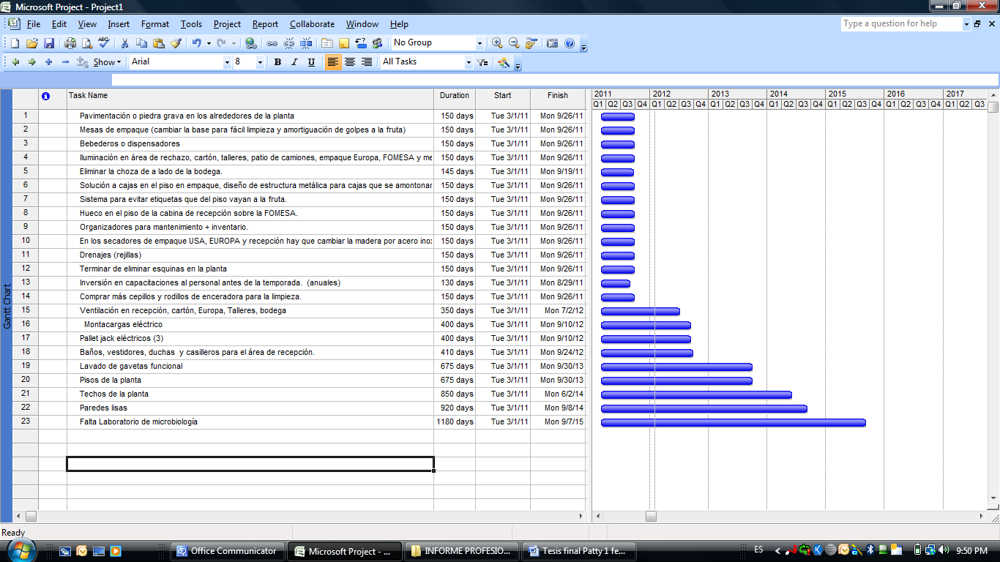 Microsoft Project - Project1
File Edit View Insert Format Tools Project Report Collaborate Window Help
Type a question for help
No Group
Show Arial 8 B I U All Tasks
Task Name Duration Start Finish 2011 2012 2013 2014 2015 2016 2017
Q1 Q2 Q3 Q4 Q1 Q2 Q3 Q4 Q1 Q2 Q3 Q4 Q1 Q2 Q3 Q4 Q1 Q2 Q3 Q4 Q1 Q2 Q3 Q4 Q1 Q2 Q3
1 Pavimentación o piedra grava en los alrededores de la planta 150 days Tue 3/1/11 Mon 9/26/11
2 Mesas de empaque (cambiar la base para fácil limpieza y amortiguación de golpes a la fruta) 150 days Tue 3/1/11 Mon 9/26/11
3 Bebederos o dispensadores 150 days Tue 3/1/11 Mon 9/26/11
4 Iluminación en área de rechazo, cartón, talleres, patio de camiones, empaque Europa, FOMESA y me 150 days Tue 3/1/11 Mon 9/26/11
5 Eliminar la choza de a lado de la bodega. 145 days Tue 3/1/11 Mon 9/19/11
6 Solución a cajas en el piso en empaque, diseño de estructura metálica para cajas que se amontonar 150 days Tue 3/1/11 Mon 9/26/11
7 Sistema para evitar etiquetas que del piso vayan a la fruta. 150 days Tue 3/1/11 Mon 9/26/11
8 Hueco en el piso de la cabina de recepción sobre la FOMESA. 150 days Tue 3/1/11 Mon 9/26/11
9 Organizadores para mantenimiento + inventario. 150 days Tue 3/1/11 Mon 9/26/11
10 En los secadores de empaque USA, EUROPA y recepción hay que cambiar la madera por acero ino 150 days Tue 3/1/11 Mon 9/26/11
11 Drenajes (rejillas) 150 days Tue 3/1/11 Mon 9/26/11
12 Terminar de eliminar esquinas en la planta 150 days Tue 3/1/11 Mon 9/26/11
13 Inversión en capacitaciones al personal antes de la temporada. (anuales) 130 days Tue 3/1/11 Mon 8/29/11
14 Comprar más cepillos y rodillos de enceradora para la limpieza. 150 days Tue 3/1/11 Mon 9/26/11
15 Ventilación en recepción, cartón, Europa, Talleres, bodega 350 days Tue 3/1/11 Mon 7/2/12
16 Montacargas eléctrico 400 days Tue 3/1/11 Mon 9/10/12
17 Pallet jack eléctricos (3) 400 days Tue 3/1/11 Mon 9/10/12
18 Baños, vestidores, duchas y casilleros para el área de recepción. 410 days Tue 3/1/11 Mon 9/24/12
19 Lavado de gavetas funcional 675 days Tue 3/1/11 Mon 9/30/13
20 Pisos de la planta 675 days Tue 3/1/11 Mon 9/30/13
21 Techos de la planta 850 days Tue 3/1/11 Mon 6/2/14
22 Paredes lisas 920 days Tue 3/1/11 Mon 9/8/14
23 Falta Laboratorio de microbiología 1180 days Tue 3/1/11 Mon 9/7/15
Gantt Chart
Ready
Office Communicator Microsoft Project - ... INFORME PROFESIO... Tesis final Patty 1 fe... ES 9:50 PM